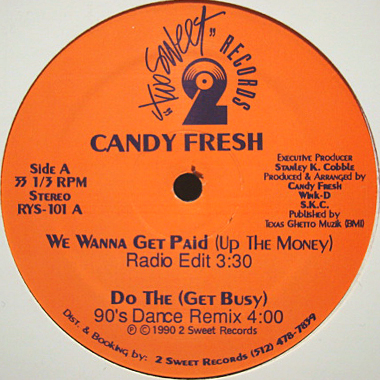 "two sweet"
RECORDS
2
CANDY FRESH
Side A
33 1/3 RPM
Stereo
RYS-101 A
Executive Producer
Stanley K. Cobble
Produced & Arranged by
Candy Fresh
Wink-D
S.K.C.
Published by
Texas Ghetto Muzik (BMI)
We Wanna Get Paid (Up The Money)
Radio Edit 3:30
Do The (Get Busy)
90's Dance Remix 4:00
℗ © 1990 2 Sweet Records
Dist. & Booking by: 2 Sweet Records (512) 478-7839